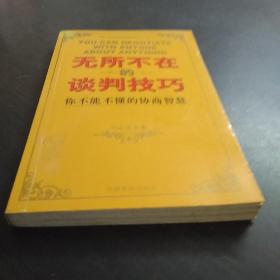 YOU CAN NEGOTIATE
WITH ANYONE
ABOUT ANYTHING
无所不在
的
谈判技巧
你不能不懂的协商智慧